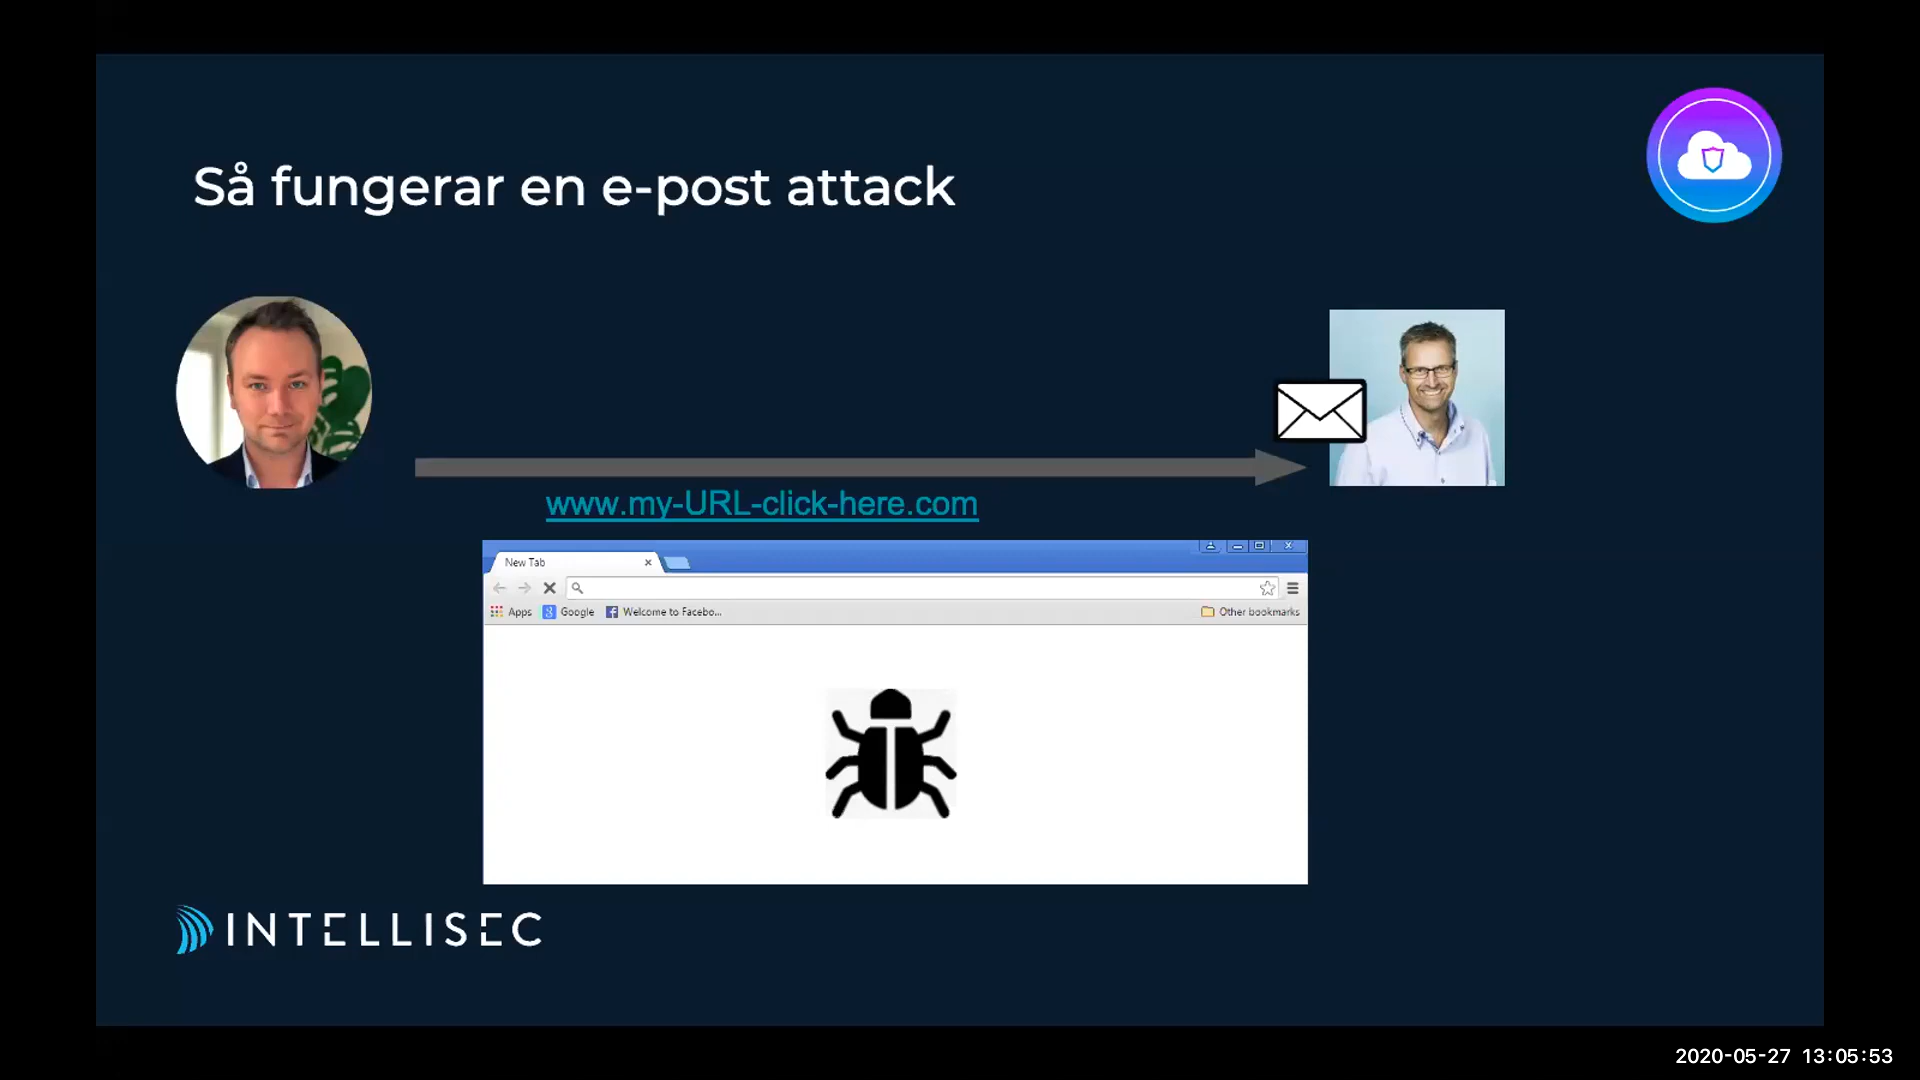 Så fungerar en e-post attack
www.my-URL-click-here.com
New Tab
Apps Google Welcome to Facebo... Other bookmarks
INTELLISEC
2020-05-27 13:05:53